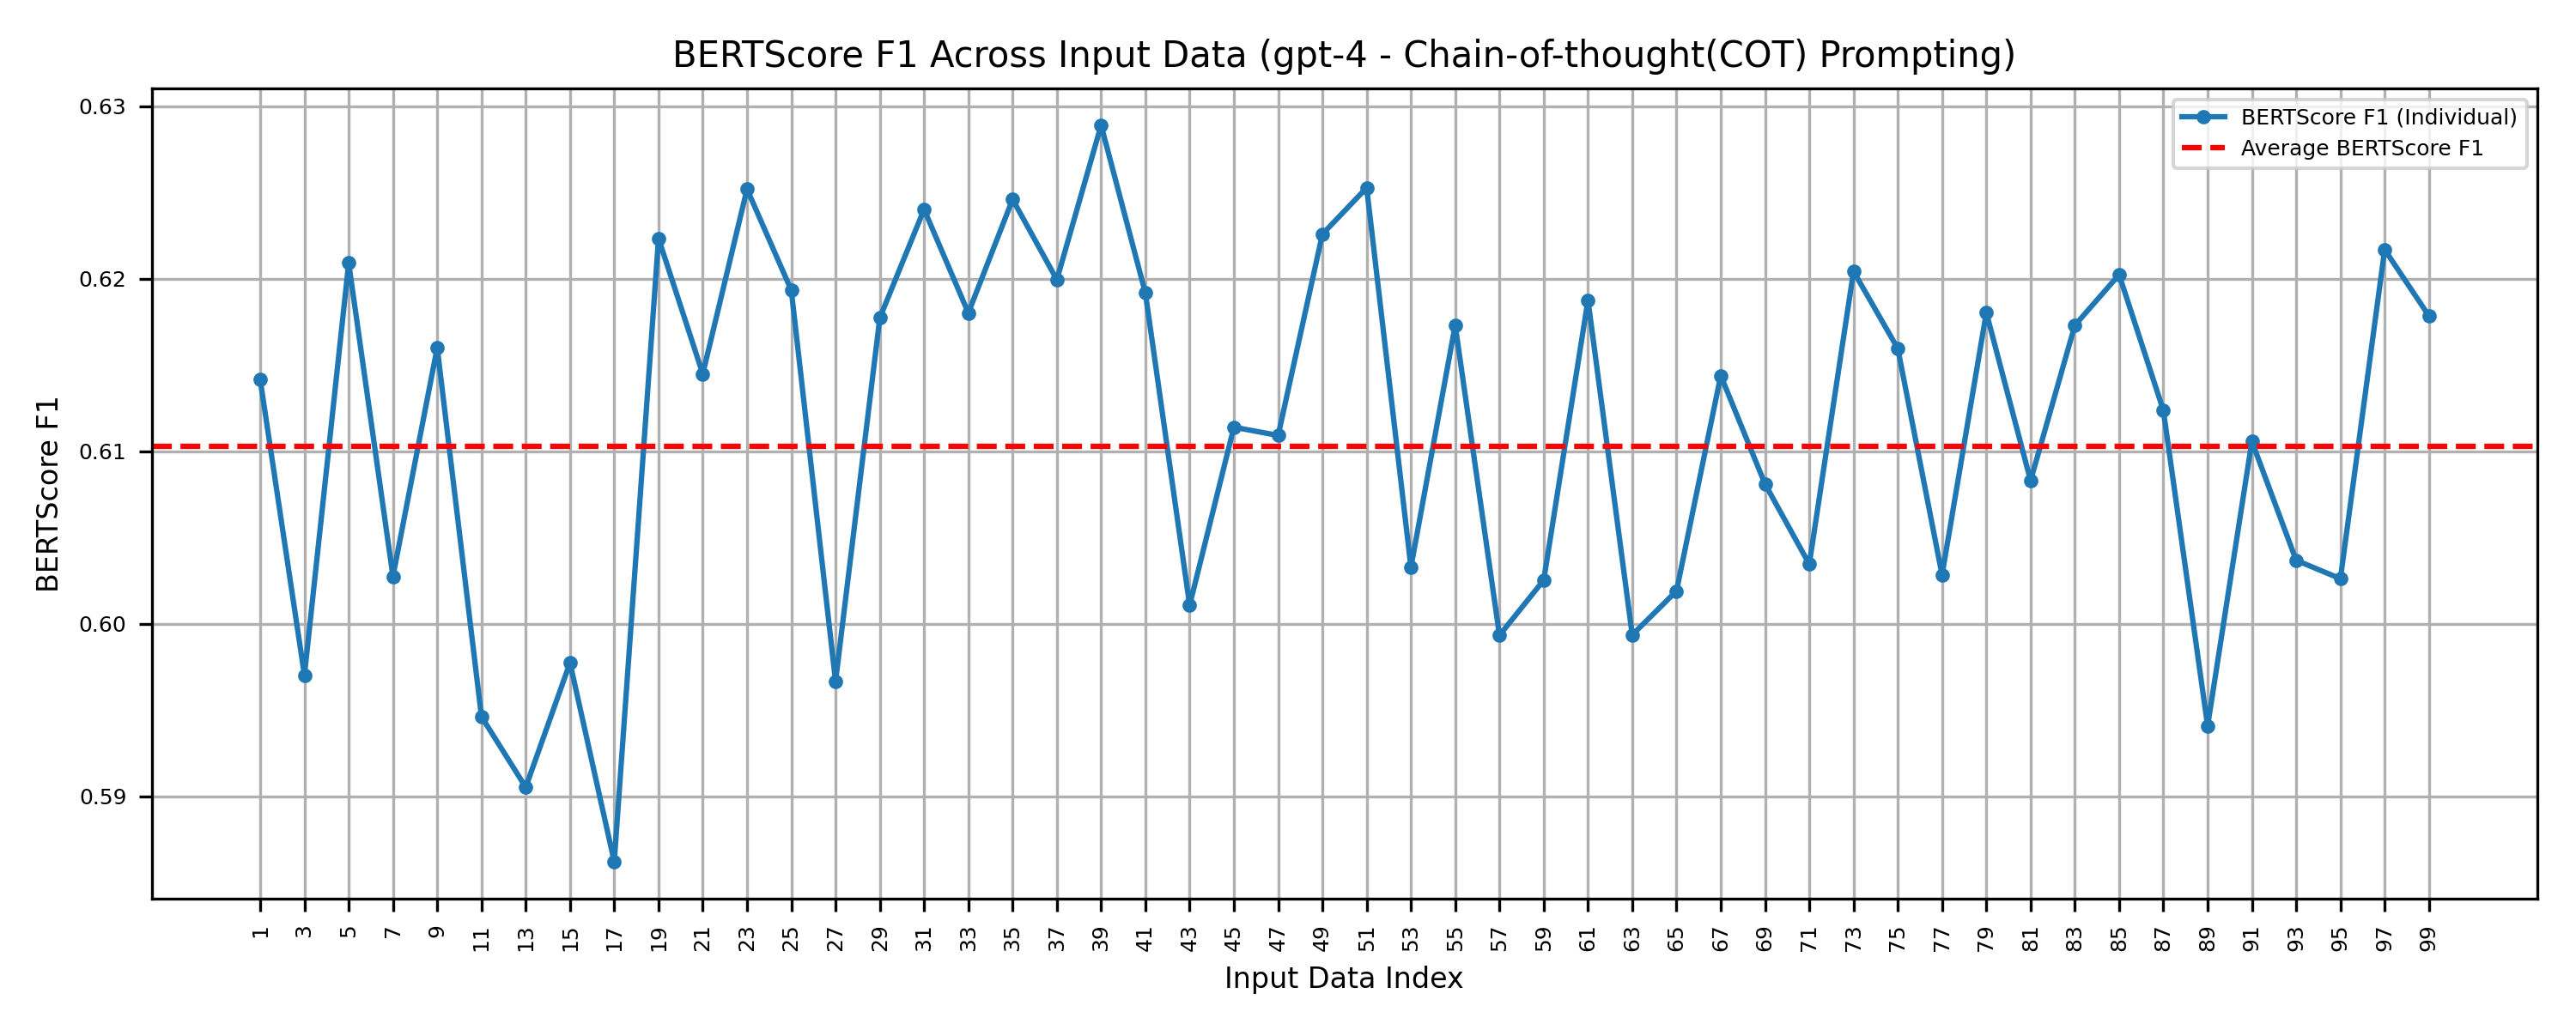 BERTScore F1 Across Input Data (gpt-4 - Chain-of-thought(COT) Prompting)
BERTScore F1 (Individual)
Average BERTScore F1
BERTScore F1
0.63
0.62
0.61
0.60
0.59
1 3 5 7 9 11 13 15 17 19 21 23 25 27 29 31 33 35 37 39 41 43 45 47 49 51 53 55 57 59 61 63 65 67 69 71 73 75 77 79 81 83 85 87 89 91 93 95 97 99
Input Data Index